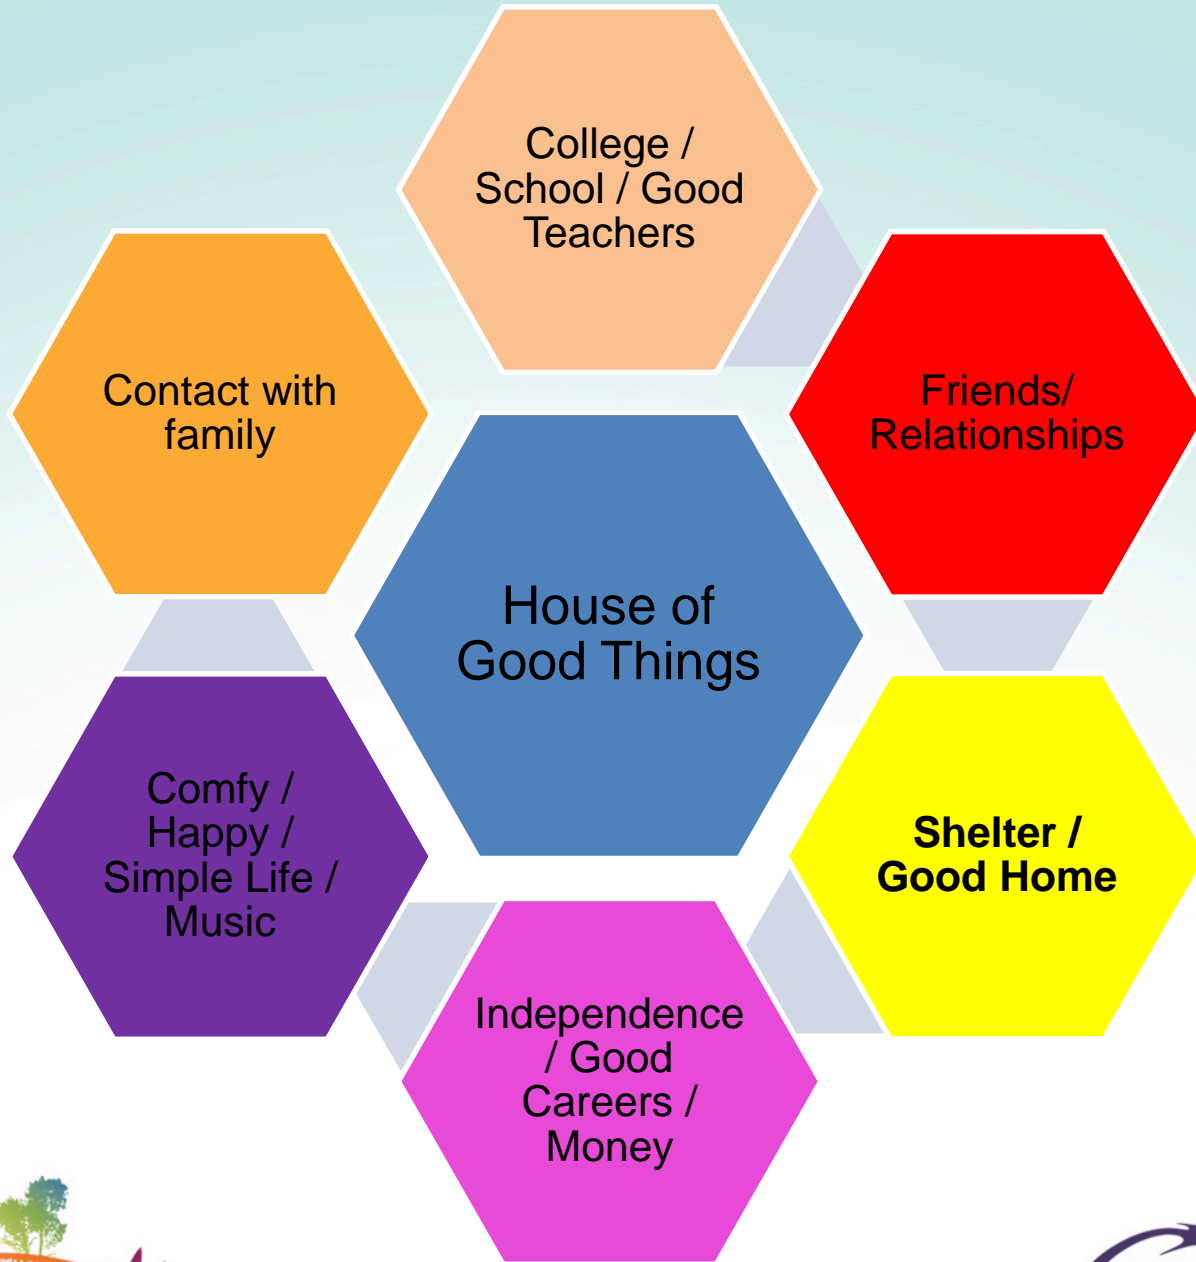 College /
School / Good
Teachers
Contact with
family
Friends/
Relationships
House of
Good Things
Comfy /
Happy /
Simple Life /
Music
Shelter /
Good Home
Independence
/ Good
Careers /
Money